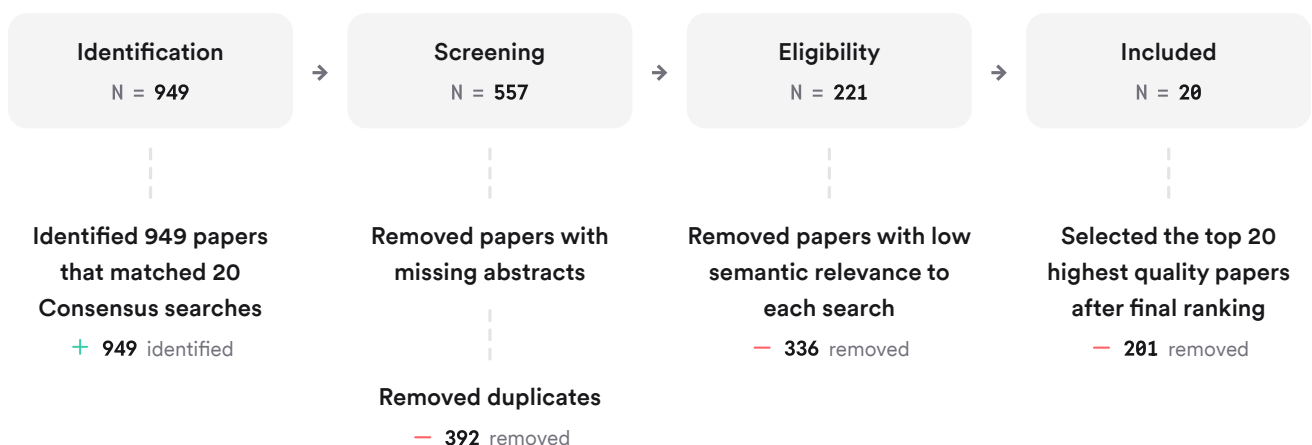 Identification
N = 949
Screening
N = 557
Eligibility
N = 221
Included
N = 20
Identified 949 papers
that matched 20
Consensus searches
+ 949 identified
Removed papers with
missing abstracts
Removed duplicates
− 392 removed
Removed papers with low
semantic relevance to
each search
− 336 removed
Selected the top 20
highest quality papers
after final ranking
− 201 removed